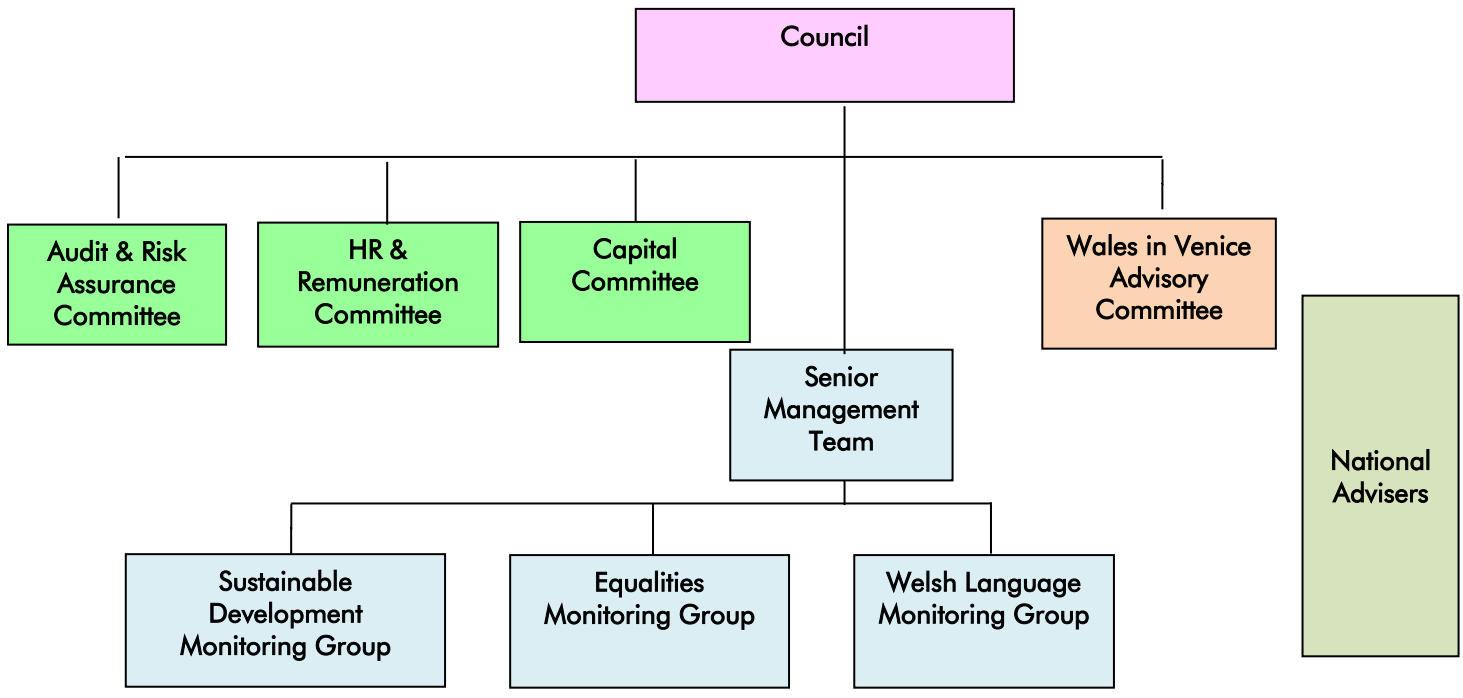 Council
Audit & Risk
Assurance
Committee
HR &
Remuneration
Committee
Capital
Committee
Wales in Venice
Advisory
Committee
Senior
Management
Team
National
Advisers
Sustainable
Development
Monitoring Group
Equalities
Monitoring Group
Welsh Language
Monitoring Group